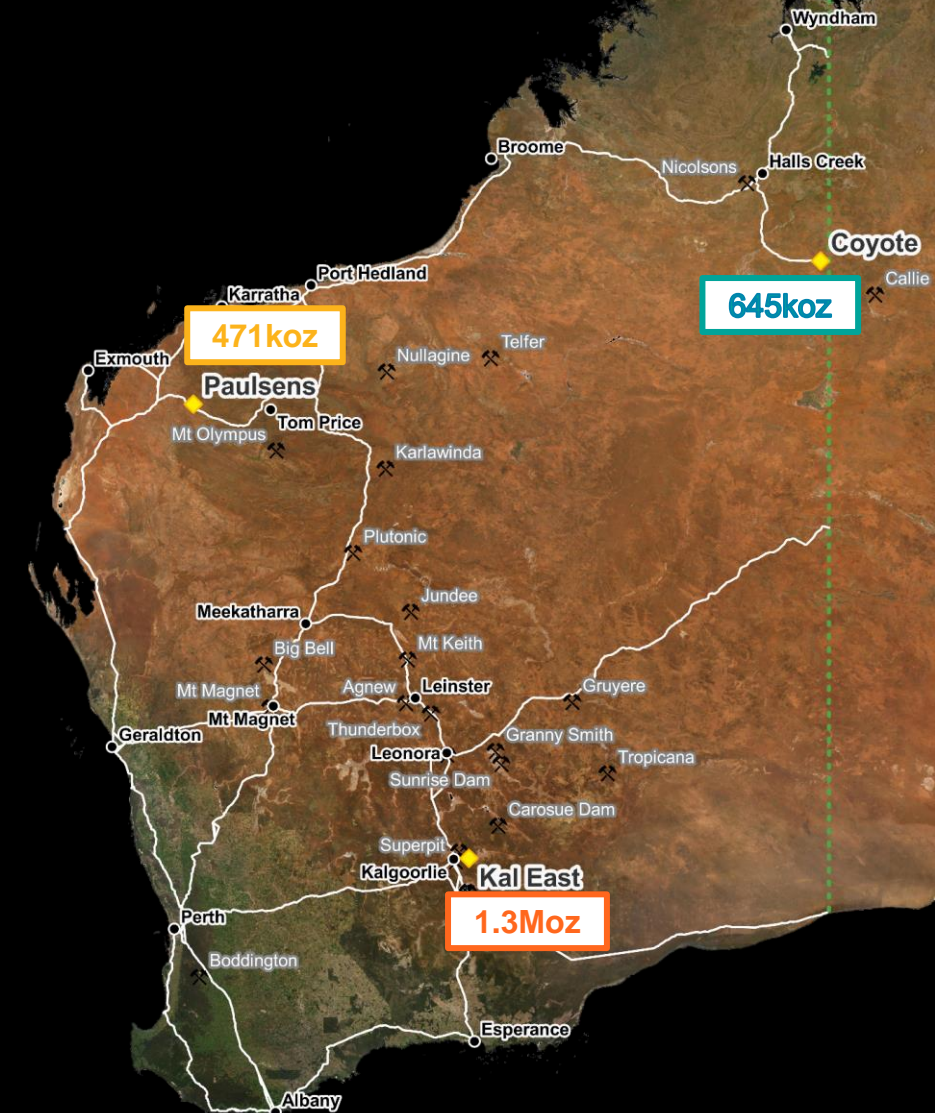 Wyndham
Broome
Halls Creek
Nicolsons
Coyote
Callie
645koz
Port Hedland
Karratha
471koz
Exmouth
Nullagine
Telfer
Paulsens
Tom Price
Mt Olympus
Karlawinda
Plutonic
Jundee
Meekatharra
Mt Keith
Big Bell
Mt Magnet
Agnew
Leinster
Gruyere
Mt Magnet
Thunderbox
Geraldton
Granny Smith
Leonora
Tropicana
Sunrise Dam
Carosue Dam
Superpit
Kalgoorlie
Kal East
1.3Moz
Perth
Boddington
Esperance
Albany